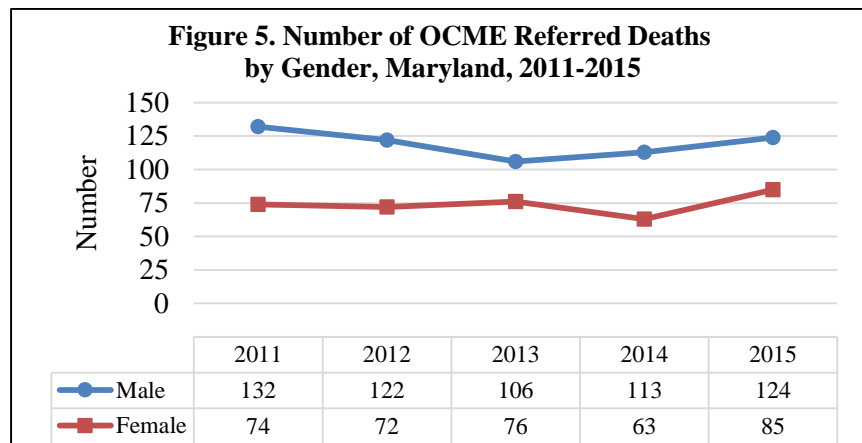 Figure 5. Number of OCME Referred Deaths
by Gender, Maryland, 2011-2015
Number
150
125
100
75
50
25
0
2011 2012 2013 2014 2015
Male 132 122 106 113 124
Female 74 72 76 63 85